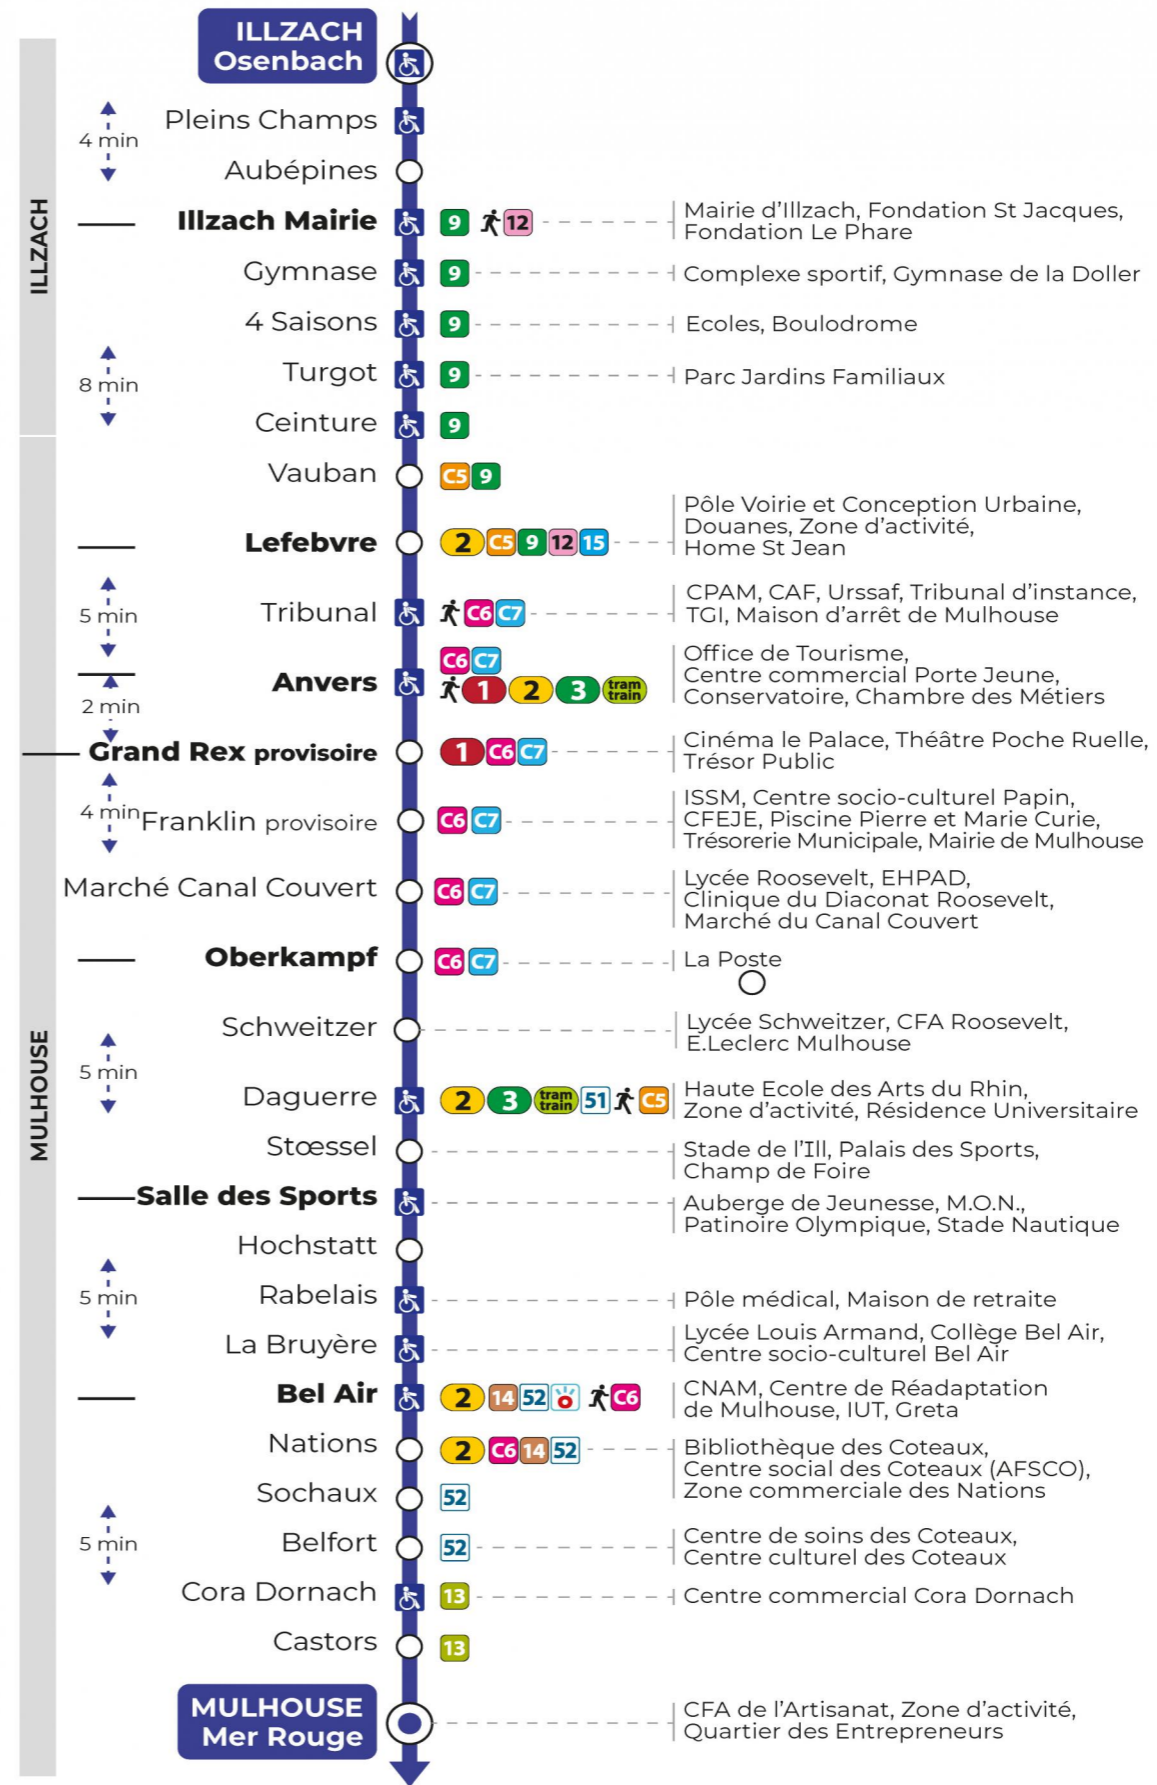 ILLZACH
Osenbach
ILLZACH
4 min
Pleins Champs
Aubépines
Illzach Mairie 9 12 Mairie d'Illzach, Fondation St Jacques,
Fondation Le Phare
Gymnase 9 Complexe sportif, Gymnase de la Doller
4 Saisons 9 Ecoles, Boulodrome
8 min
Turgot 9 Parc Jardins Familiaux
Ceinture 9
MULHOUSE
Vauban C5 9
Lefebvre 2 C5 9 12 15 Pôle Voirie et Conception Urbaine,
Douanes, Zone d'activité,
Home St Jean
5 min
Tribunal C6 C7 CPAM, CAF, Urssaf, Tribunal d'instance,
TGI, Maison d'arrêt de Mulhouse
Anvers C6 C7 Office de Tourisme,
1 2 3 tram train Centre commercial Porte Jeune,
Conservatoire, Chambre des Métiers
2 min
Grand Rex provisoire 1 C6 C7 Cinéma le Palace, Théâtre Poche Ruelle,
Trésor Public
4 min
Franklin provisoire C6 C7 ISSM, Centre socio-culturel Papin,
CFEJE, Piscine Pierre et Marie Curie,
Trésorerie Municipale, Mairie de Mulhouse
Marché Canal Couvert C6 C7 Lycée Roosevelt, EHPAD,
Clinique du Diaconat Roosevelt,
Marché du Canal Couvert
Oberkampf C6 C7 La Poste
Schweitzer Lycée Schweitzer, CFA Roosevelt,
E.Leclerc Mulhouse
5 min
Daguerre 2 3 tram train 51 C5 Haute Ecole des Arts du Rhin,
Zone d'activité, Résidence Universitaire
Stœssel Stade de l'Ill, Palais des Sports,
Champ de Foire
Salle des Sports Auberge de Jeunesse, M.O.N.,
Patinoire Olympique, Stade Nautique
Hochstatt
5 min
Rabelais Pôle médical, Maison de retraite
La Bruyère Lycée Louis Armand, Collège Bel Air,
Centre socio-culturel Bel Air
Bel Air 2 14 52 C6 CNAM, Centre de Réadaptation
de Mulhouse, IUT, Greta
Nations 2 C6 14 52 Bibliothèque des Coteaux,
Centre social des Coteaux (AFSCO),
Zone commerciale des Nations
Sochaux 52
5 min
Belfort 52 Centre de soins des Coteaux,
Centre culturel des Coteaux
Cora Dornach 13 Centre commercial Cora Dornach
Castors 13
MULHOUSE
Mer Rouge
CFA de l'Artisanat, Zone d'activité,
Quartier des Entrepreneurs